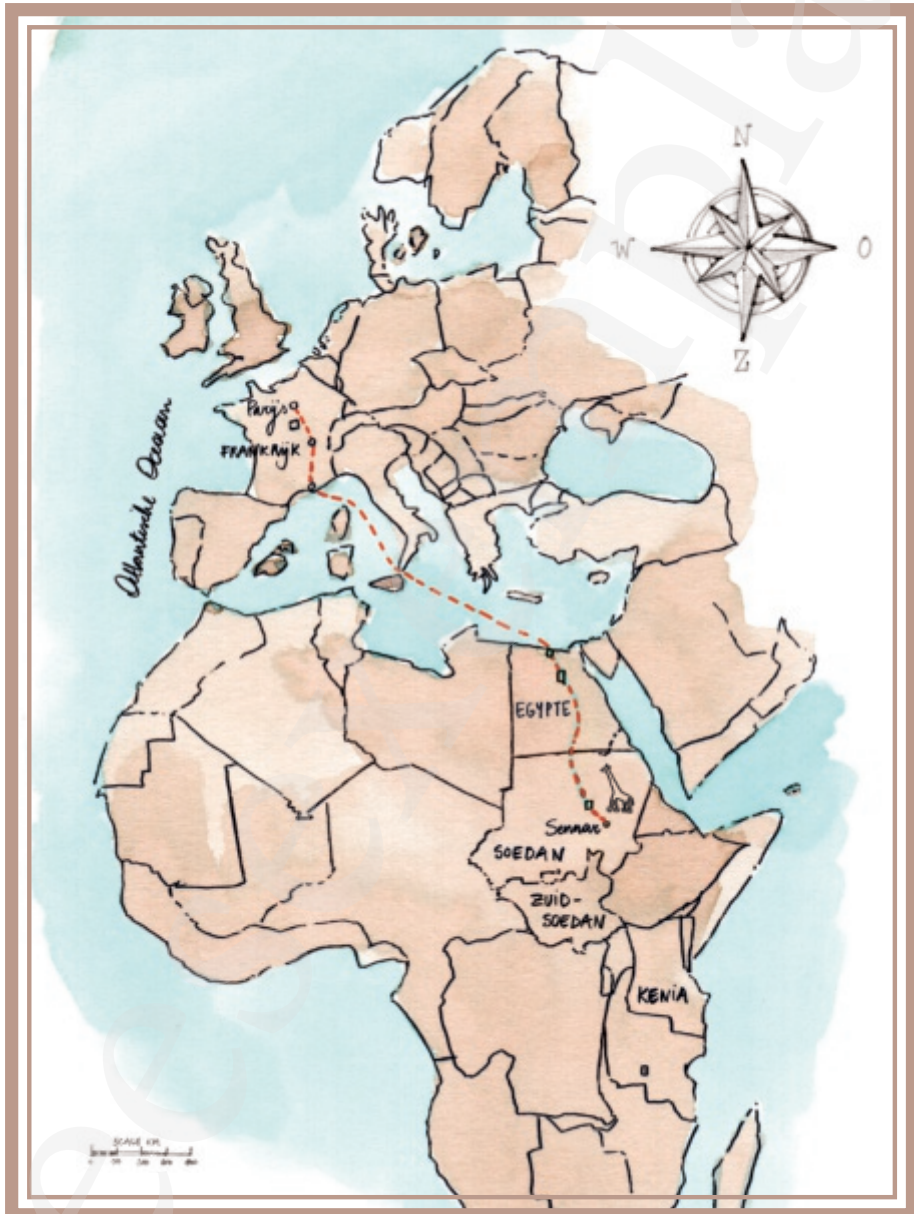 N
W
O
Z
Parijs
FRANKRIJK
Atlantische Oceaan
EGYPTE
Sennar
SOEDAN
ZUID-
SOEDAN
KENIA
SCALE KM